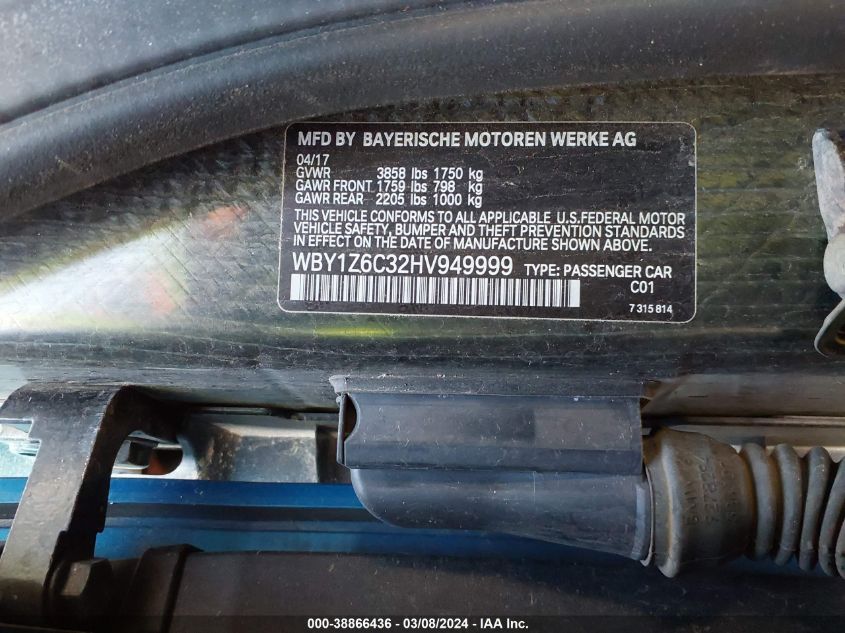 MFD BY BAYERISCHE MOTOREN WERKE AG
04/17
GVWR 3858 lbs 1750 kg
GAWR FRONT 1759 lbs 798 kg
GAWR REAR 2205 lbs 1000 kg
THIS VEHICLE CONFORMS TO ALL APPLICABLE U.S.FEDERAL MOTOR
VEHICLE SAFETY, BUMPER AND THEFT PREVENTION STANDARDS
IN EFFECT ON THE DATE OF MANUFACTURE SHOWN ABOVE.
WBY1Z6C32HV949999 TYPE: PASSENGER CAR
C01
7 315 814
000-38866436 - 03/08/2024 - IAA Inc.